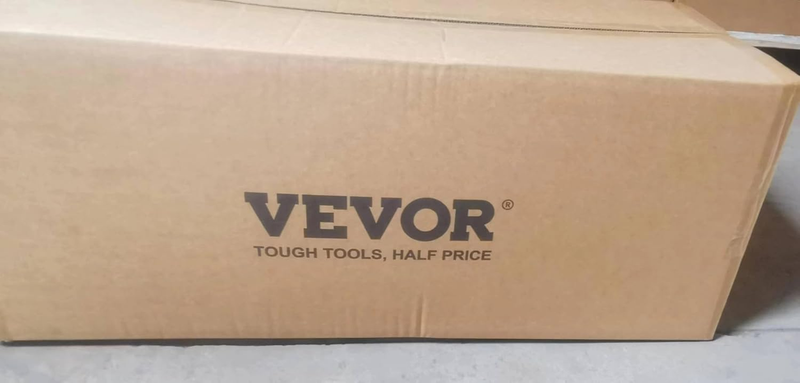 VEVOR®
TOUGH TOOLS, HALF PRICE